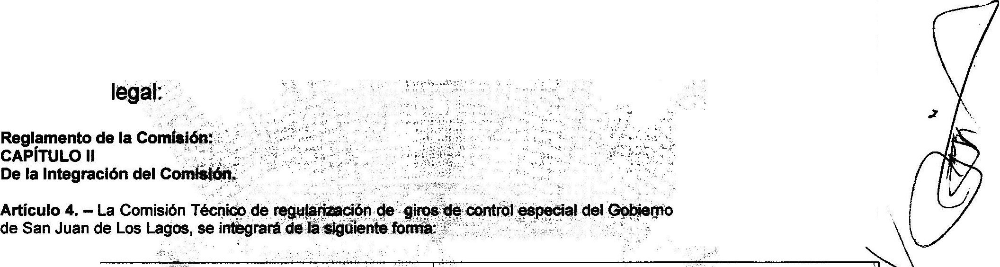 legal:
Reglamento de la Comisión:
CAPÍTULO II
De la Integración del Comisión.
Artículo 4. – La Comisión Técnico de regularización de giros de control especial del Gobierno
de San Juan de Los Lagos, se integrará de la siguiente forma: